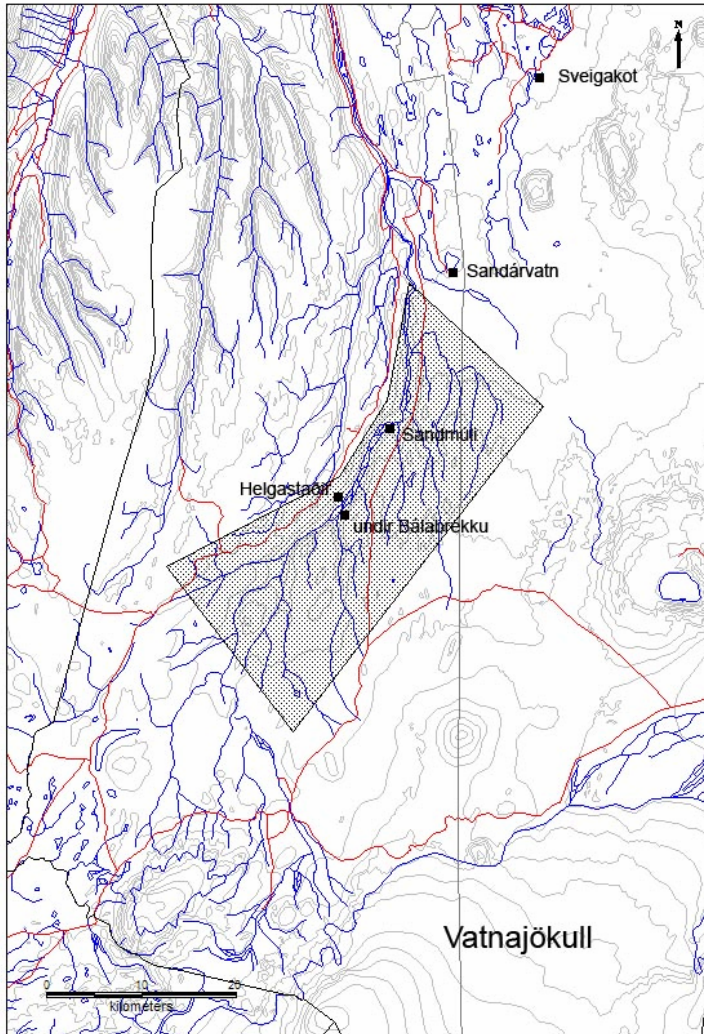 N
Sveigakot
Sandárvatn
Sandmúli
Helgastaðir
undir Bálabrekku
Vatnajökull
0 10 20
kilometers